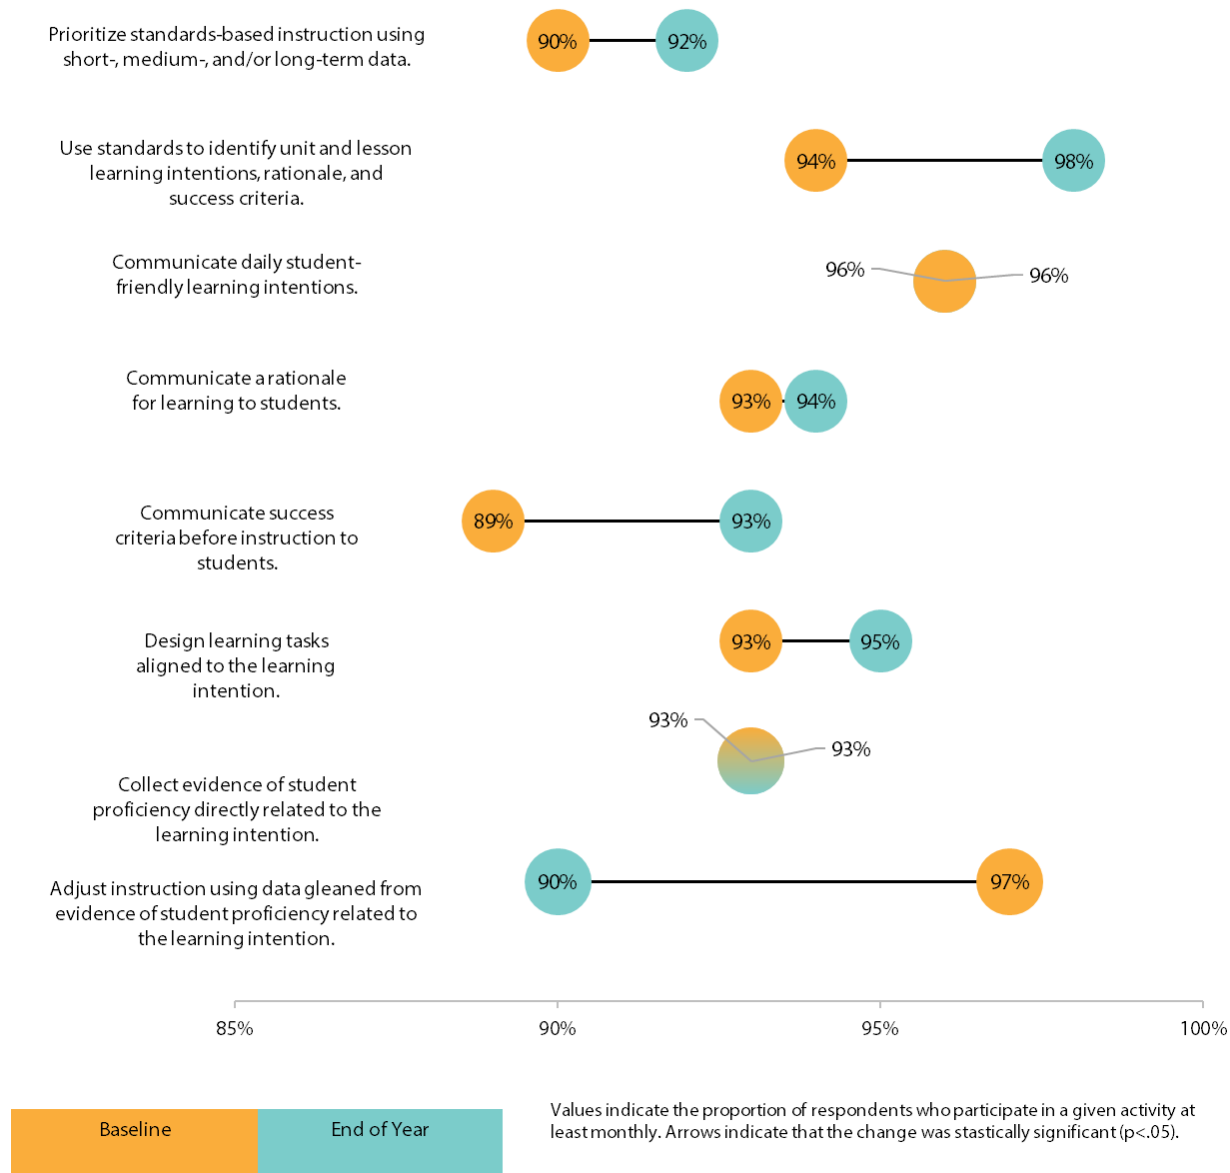 Prioritize standards-based instruction using
short-, medium-, and/or long-term data.
90%
92%
Use standards to identify unit and lesson
learning intentions, rationale, and
success criteria.
94%
98%
Communicate daily student-
friendly learning intentions.
96%
96%
Communicate a rationale
for learning to students.
93%
94%
Communicate success
criteria before instruction to
students.
89%
93%
Design learning tasks
aligned to the learning
intention.
93%
95%
Collect evidence of student
proficiency directly related to the
learning intention.
93%
93%
Adjust instruction using data gleaned from
evidence of student proficiency related to
the learning intention.
90%
97%
85%
90%
95%
100%
Baseline
End of Year
Values indicate the proportion of respondents who participate in a given activity at
least monthly. Arrows indicate that the change was stastically significant (p<.05).